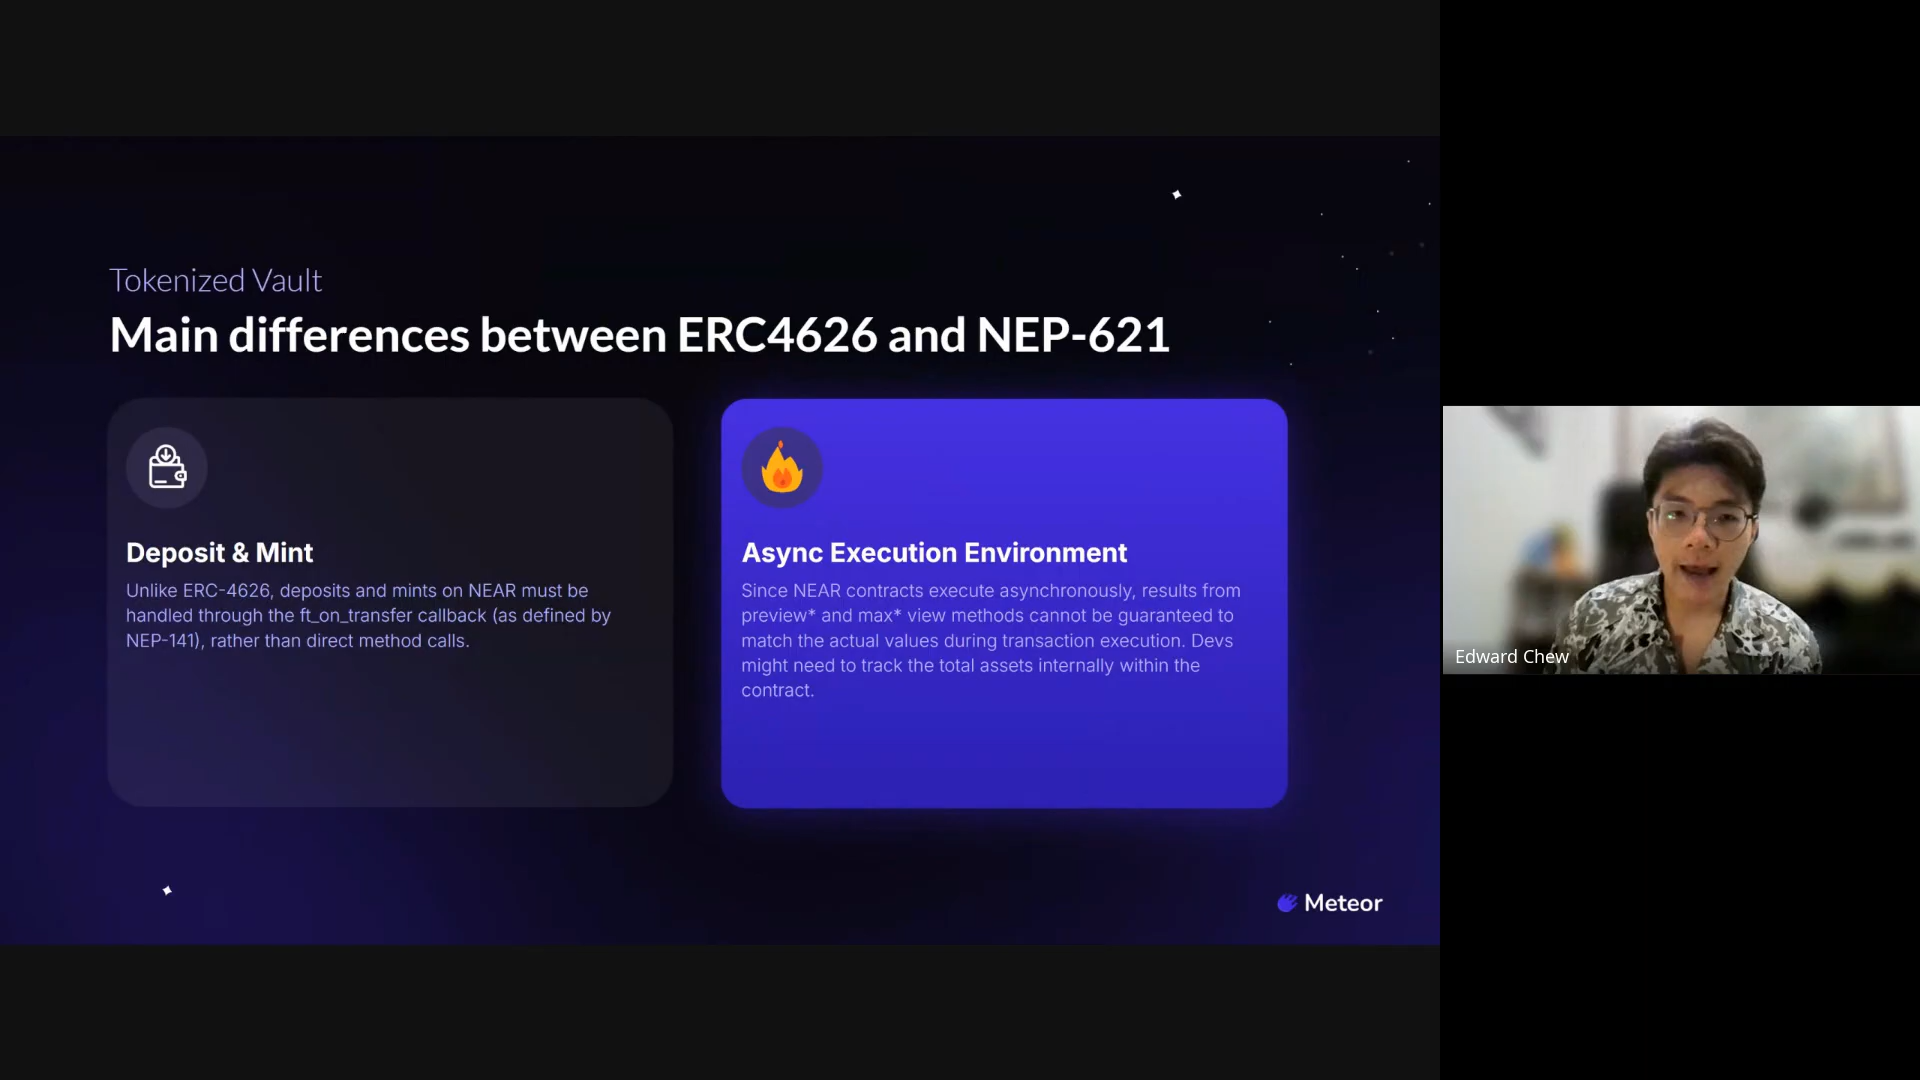 Tokenized Vault
Main differences between ERC4626 and NEP-621
Deposit & Mint
Unlike ERC-4626, deposits and mints on NEAR must be
handled through the ft_on_transfer callback (as defined by
NEP-141), rather than direct method calls.
Async Execution Environment
Since NEAR contracts execute asynchronously, results from
preview* and max* view methods cannot be guaranteed to
match the actual values during transaction execution. Devs
might need to track the total assets internally within the
contract.
Meteor
Edward Chew